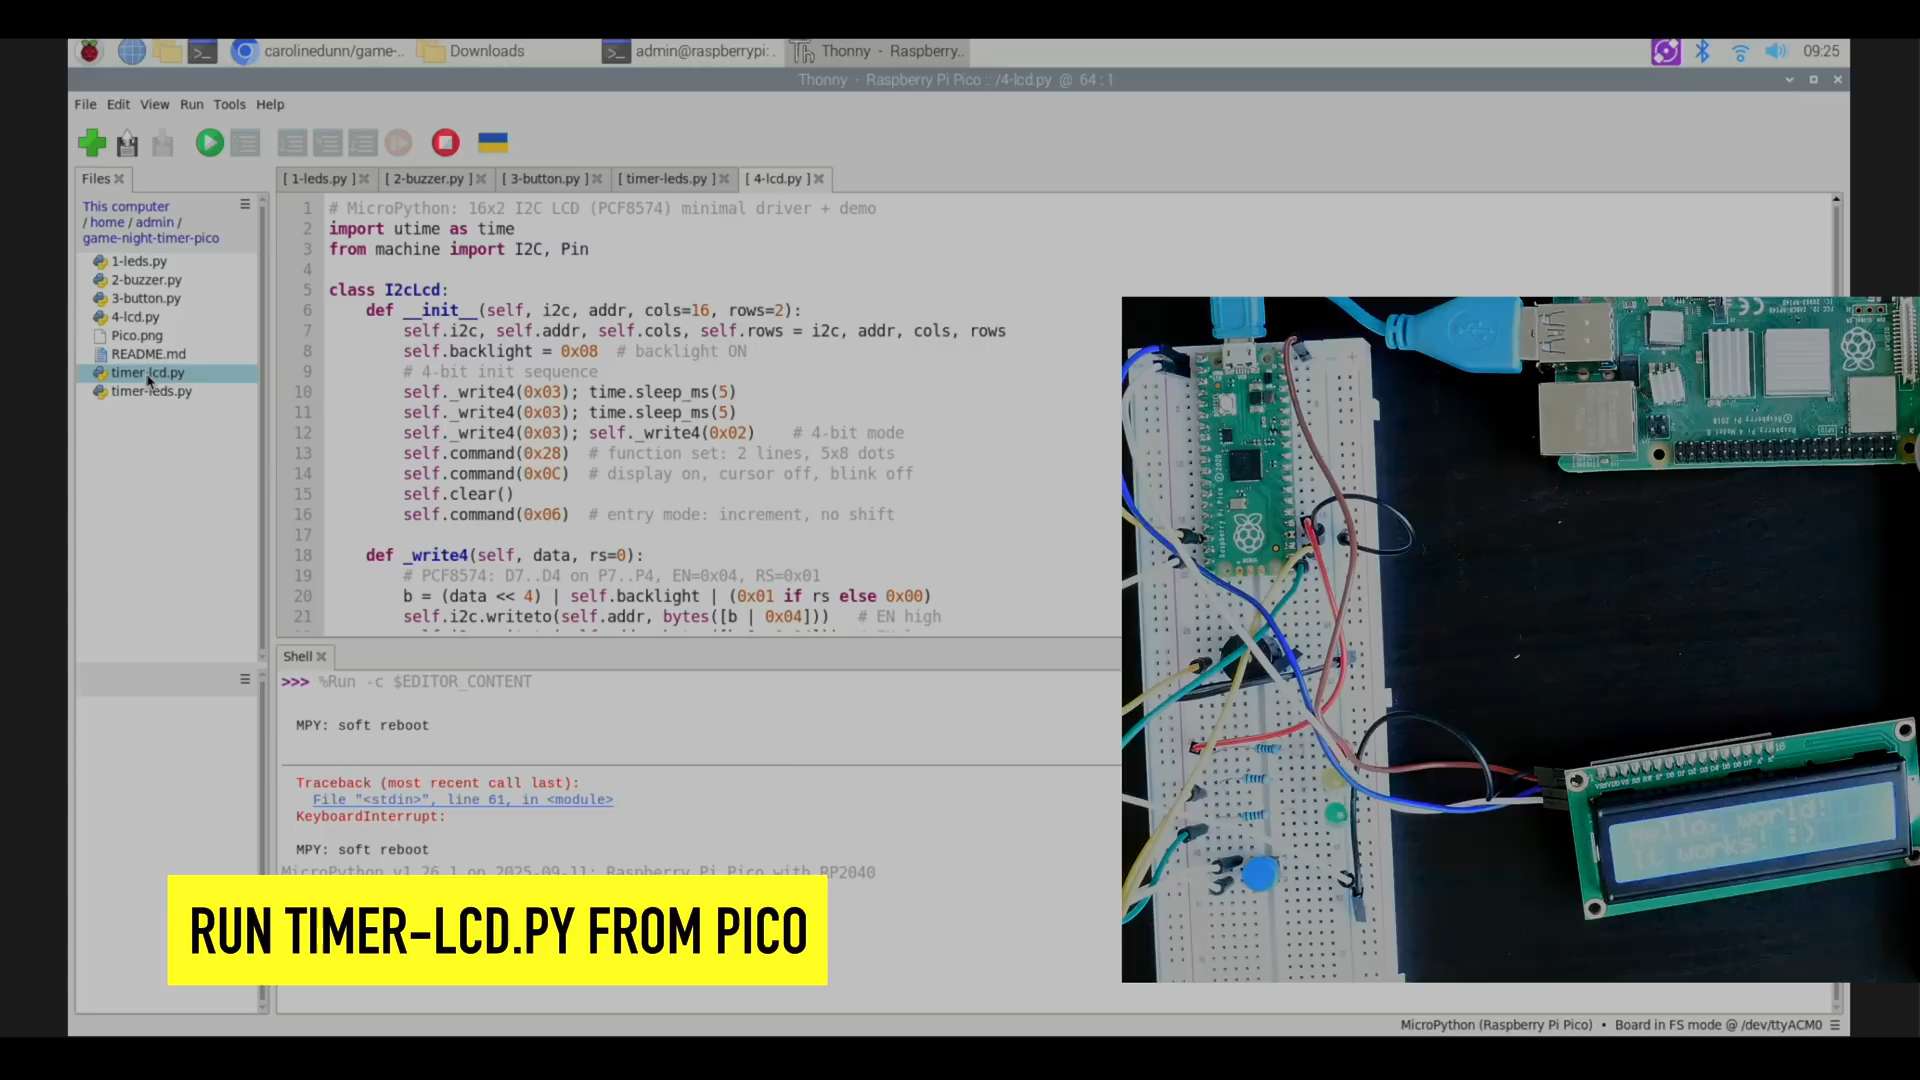 carolinedunn/game-..
Downloads
admin@raspberrypi: .
Thonny - Raspberry..
09:25
Thonny - Raspberry Pi Pico :: /4-lcd.py @ 64 : 1
File Edit View Run Tools Help
Files
[ 1-leds.py ]
[ 2-buzzer.py ]
[ 3-button.py ]
[ timer-leds.py ]
[ 4-lcd.py ]
This computer
/ home / admin /
game-night-timer-pico
1-leds.py
2-buzzer.py
3-button.py
4-lcd.py
Pico.png
README.md
timer-lcd.py
timer-leds.py
1 # MicroPython: 16x2 I2C LCD (PCF8574) minimal driver + demo
2 import utime as time
3 from machine import I2C, Pin
4
5 class I2cLcd:
6 def __init__(self, i2c, addr, cols=16, rows=2):
7 self.i2c, self.addr, self.cols, self.rows = i2c, addr, cols, rows
8 self.backlight = 0x08 # backlight ON
9 # 4-bit init sequence
10 self._write4(0x03); time.sleep_ms(5)
11 self._write4(0x03); time.sleep_ms(5)
12 self._write4(0x03); self._write4(0x02) # 4-bit mode
13 self.command(0x28) # function set: 2 lines, 5x8 dots
14 self.command(0x0C) # display on, cursor off, blink off
15 self.clear()
16 self.command(0x06) # entry mode: increment, no shift
17
18 def _write4(self, data, rs=0):
19 # PCF8574: D7..D4 on P7..P4, EN=0x04, RS=0x01
20 b = (data << 4) | self.backlight | (0x01 if rs else 0x00)
21 self.i2c.writeto(self.addr, bytes([b | 0x04])) # EN high
Shell
>>> %Run -c $EDITOR_CONTENT
MPY: soft reboot
Traceback (most recent call last):
File "<stdin>", line 61, in <module>
KeyboardInterrupt:
MPY: soft reboot
MicroPython v1.26.1 on 2025-09-11; Raspberry Pi Pico with RP2040
RUN TIMER-LCD.PY FROM PICO
Raspberry Pi Pico © 2020
Hello, world!
It works! :)
MicroPython (Raspberry Pi Pico) • Board in FS mode @ /dev/ttyACM0